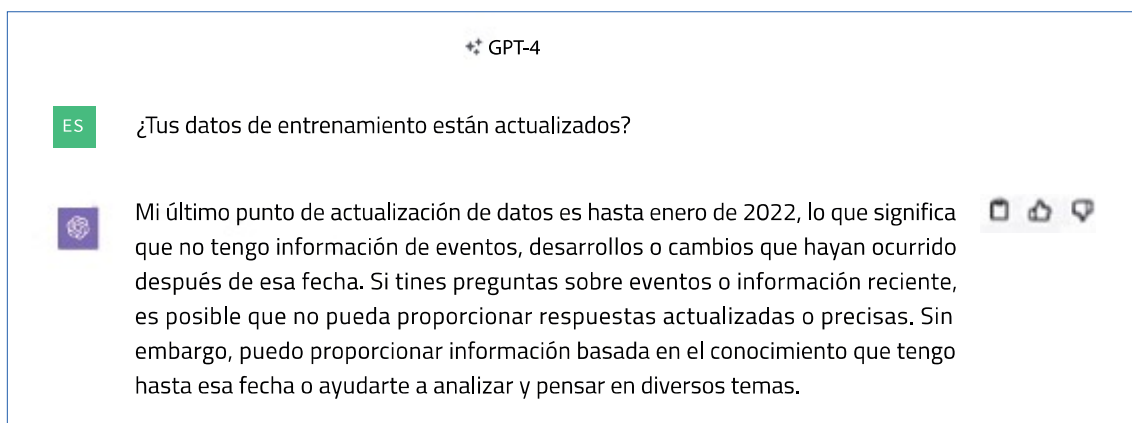 GPT-4
ES
¿Tus datos de entrenamiento están actualizados?
Mi último punto de actualización de datos es hasta enero de 2022, lo que significa
que no tengo información de eventos, desarrollos o cambios que hayan ocurrido
después de esa fecha. Si tines preguntas sobre eventos o información reciente,
es posible que no pueda proporcionar respuestas actualizadas o precisas. Sin
embargo, puedo proporcionar información basada en el conocimiento que tengo
hasta esa fecha o ayudarte a analizar y pensar en diversos temas.